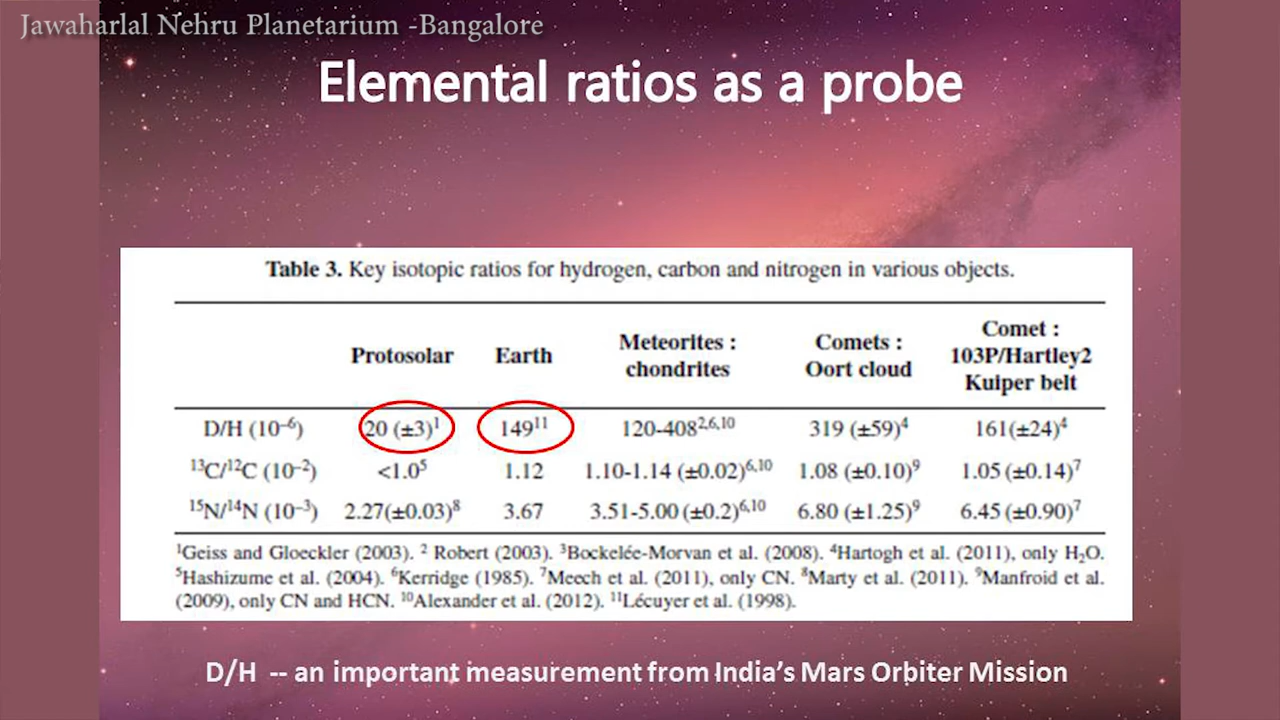 Jawaharlal Nehru Planetarium -Bangalore
Elemental ratios as a probe
Table 3. Key isotopic ratios for hydrogen, carbon and nitrogen in various objects.
Protosolar Earth Meteorites : chondrites Comets : Oort cloud Comet : 103P/Hartley2 Kuiper belt
D/H (10⁻⁶) 20 (±3)¹ 149¹¹ 120-408²,⁶,¹⁰ 319 (±59)⁴ 161(±24)⁴
¹³C/¹²C (10⁻²) <1.0⁵ 1.12 1.10-1.14 (±0.02)⁶,¹⁰ 1.08 (±0.10)⁹ 1.05 (±0.14)⁷
¹⁵N/¹⁴N (10⁻³) 2.27(±0.03)⁸ 3.67 3.51-5.00 (±0.2)⁶,¹⁰ 6.80 (±1.25)⁹ 6.45 (±0.90)⁷
¹Geiss and Gloeckler (2003). ² Robert (2003). ³Bockelée-Morvan et al. (2008). ⁴Hartogh et al. (2011), only H₂O.
⁵Hashizume et al. (2004). ⁶Kerridge (1985). ⁷Meech et al. (2011), only CN. ⁸Marty et al. (2011). ⁹Manfroid et al.
(2009), only CN and HCN. ¹⁰Alexander et al. (2012). ¹¹Lécuyer et al. (1998).
D/H -- an important measurement from India's Mars Orbiter Mission